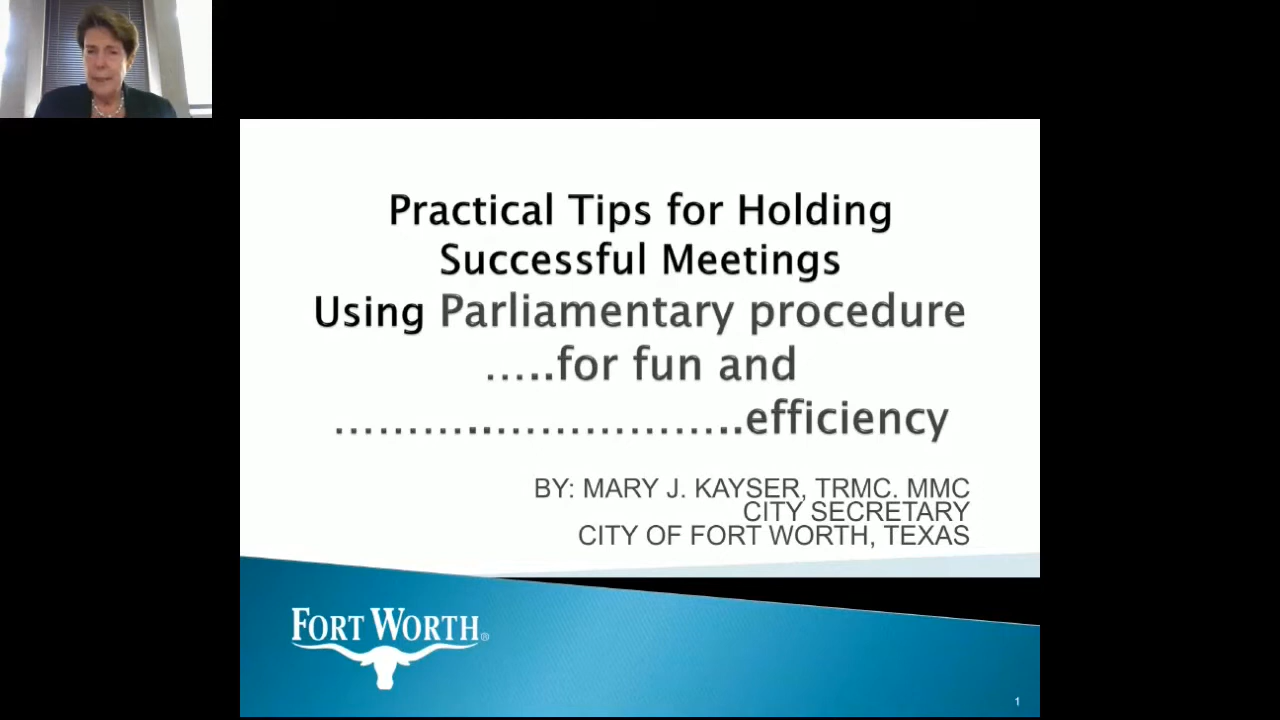 Practical Tips for Holding
Successful Meetings
Using Parliamentary procedure
…..for fun and
………..……………..efficiency
BY: MARY J. KAYSER, TRMC. MMC
CITY SECRETARY
CITY OF FORT WORTH, TEXAS
FORT WORTH®
1